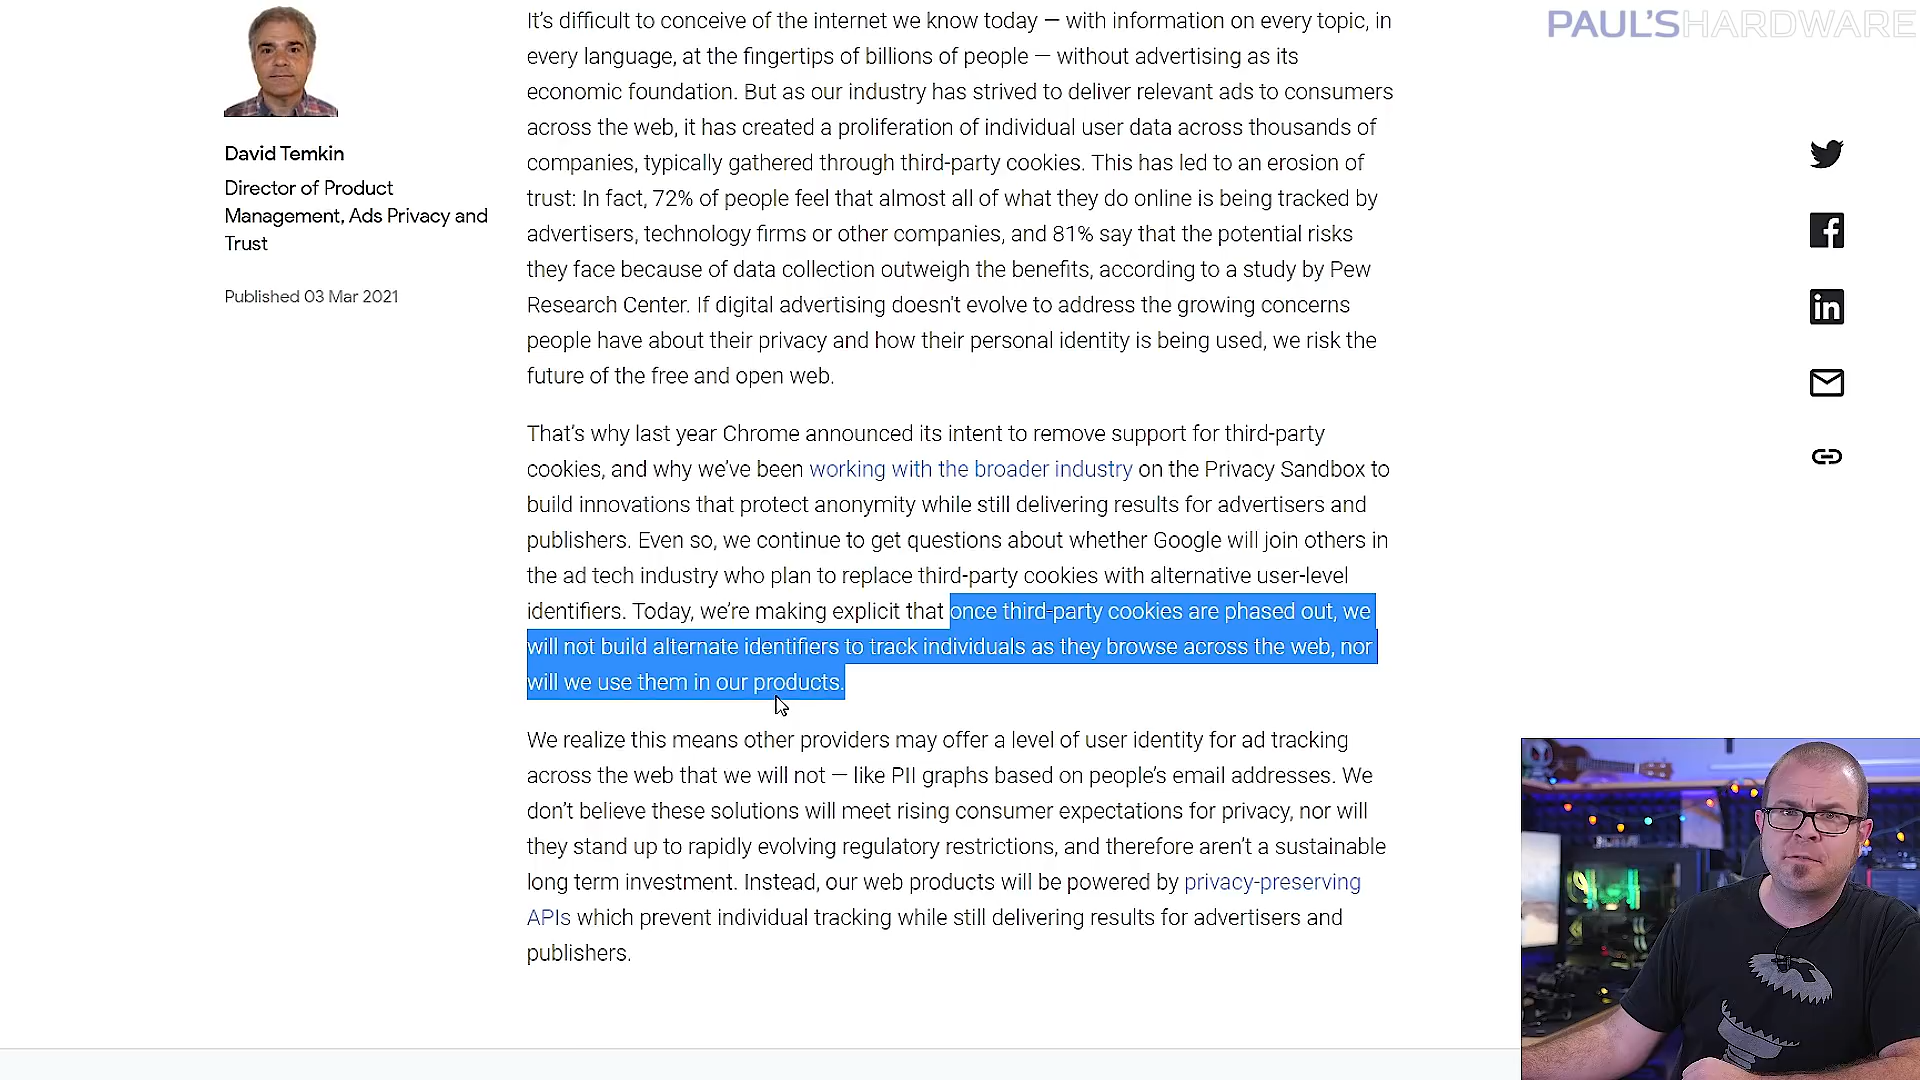 PAUL'SHARDWARE
David Temkin
Director of Product
Management, Ads Privacy and
Trust
Published 03 Mar 2021
It's difficult to conceive of the internet we know today — with information on every topic, in
every language, at the fingertips of billions of people — without advertising as its
economic foundation. But as our industry has strived to deliver relevant ads to consumers
across the web, it has created a proliferation of individual user data across thousands of
companies, typically gathered through third-party cookies. This has led to an erosion of
trust: In fact, 72% of people feel that almost all of what they do online is being tracked by
advertisers, technology firms or other companies, and 81% say that the potential risks
they face because of data collection outweigh the benefits, according to a study by Pew
Research Center. If digital advertising doesn't evolve to address the growing concerns
people have about their privacy and how their personal identity is being used, we risk the
future of the free and open web.
That's why last year Chrome announced its intent to remove support for third-party
cookies, and why we've been working with the broader industry on the Privacy Sandbox to
build innovations that protect anonymity while still delivering results for advertisers and
publishers. Even so, we continue to get questions about whether Google will join others in
the ad tech industry who plan to replace third-party cookies with alternative user-level
identifiers. Today, we're making explicit that once third-party cookies are phased out, we
will not build alternate identifiers to track individuals as they browse across the web, nor
will we use them in our products.
We realize this means other providers may offer a level of user identity for ad tracking
across the web that we will not — like PII graphs based on people's email addresses. We
don't believe these solutions will meet rising consumer expectations for privacy, nor will
they stand up to rapidly evolving regulatory restrictions, and therefore aren't a sustainable
long term investment. Instead, our web products will be powered by privacy-preserving
APIs which prevent individual tracking while still delivering results for advertisers and
publishers.